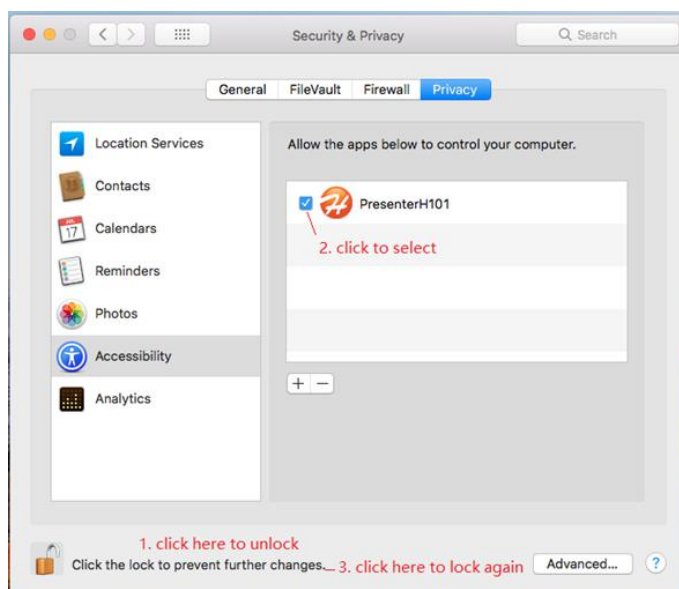 Security & Privacy
Search
General FileVault Firewall Privacy
Location Services
Contacts
JUL
17
Calendars
Reminders
Photos
Accessibility
Analytics
Allow the apps below to control your computer.
PresenterH101
2. click to select
+ −
1. click here to unlock
Click the lock to prevent further changes. 3. click here to lock again
Advanced... ?